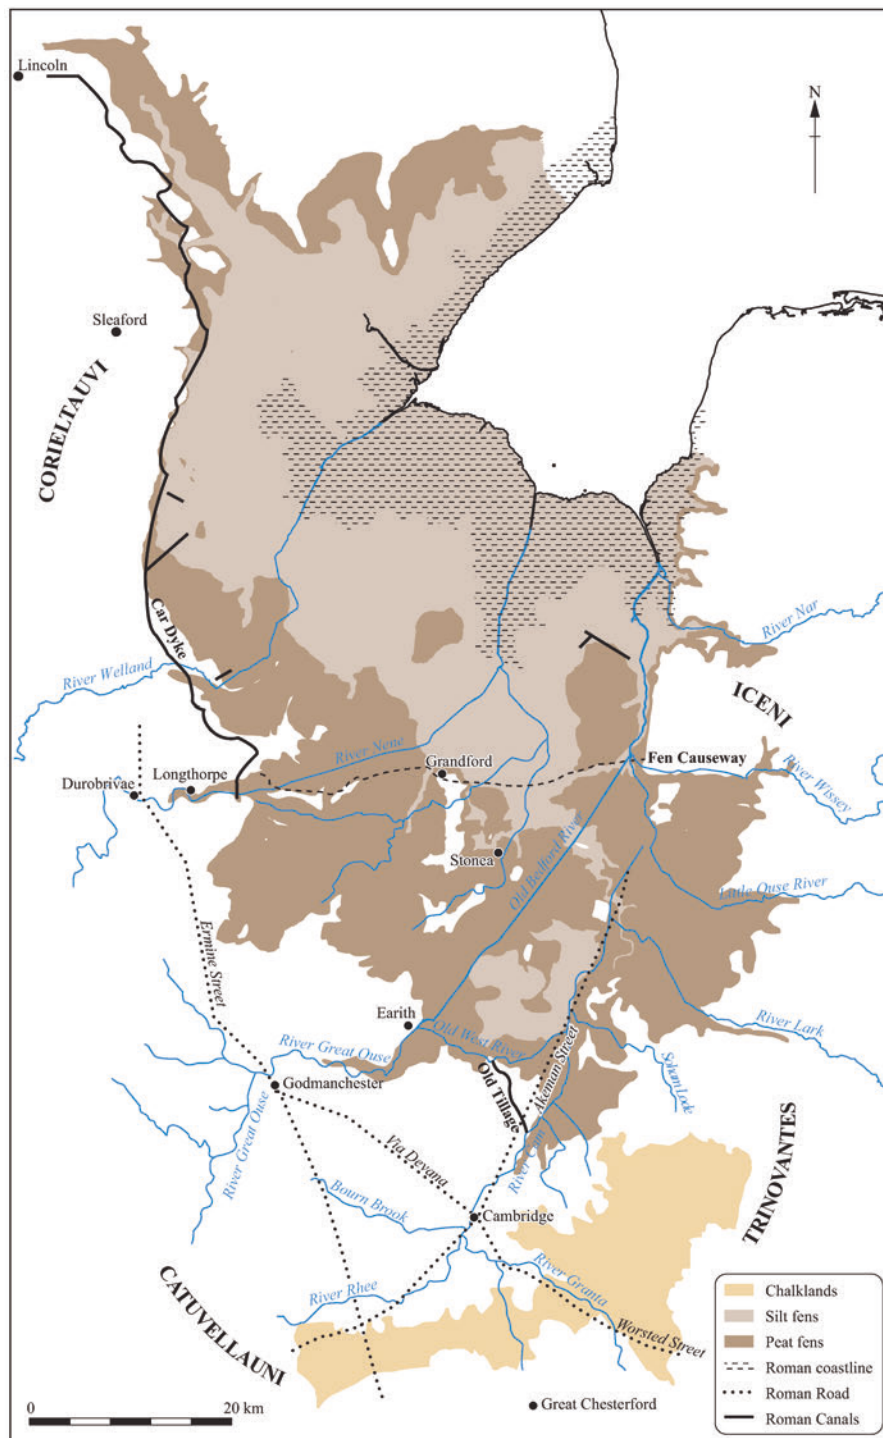 Lincoln
N
Sleaford
CORIELTAUVI
Car Dyke
River Nar
River Welland
ICENI
River Nene
Grandford
Fen Causeway
Longthorpe
Durobrivae
River Wissey
Stonea
Old Bedford River
Little Ouse River
Ermine Street
Earith
Old West River
River Lark
River Great Ouse
Akeman Street
Soham Lode
Godmanchester
Old Tillage
River Great Ouse
Via Devana
River Cam
TRINOVANTES
Bourn Brook
Cambridge
CATUVELLAUNI
River Rhee
River Granta
Worsted Street
Great Chesterford
0
20 km
Chalklands
Silt fens
Peat fens
Roman coastline
Roman Road
Roman Canals